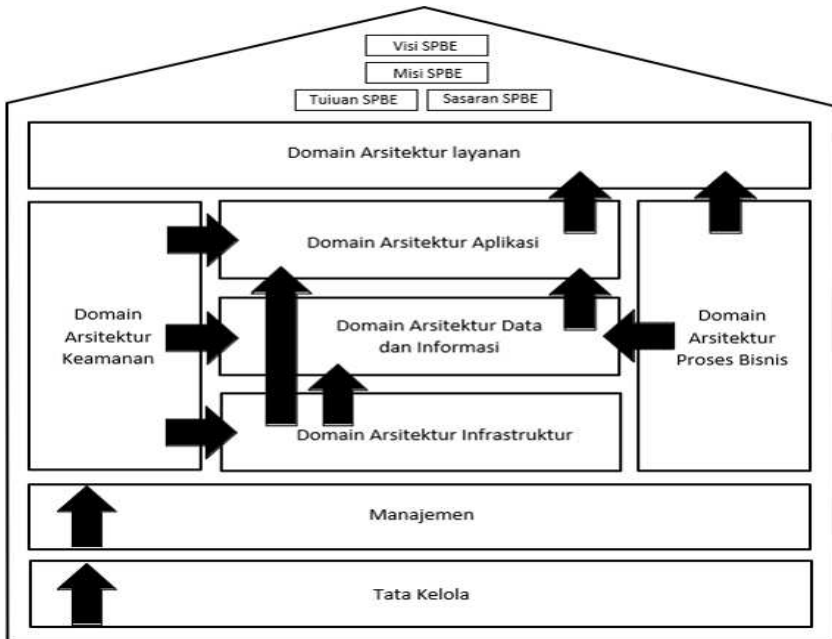 Visi SPBE
Misi SPBE
Tuiuan SPBE
Sasaran SPBE
Domain Arsitektur layanan
Domain Arsitektur Aplikasi
Domain
Arsitektur
Keamanan
Domain Arsitektur Data
dan Informasi
Domain
Arsitektur
Proses Bisnis
Domain Arsitektur Infrastruktur
Manajemen
Tata Kelola